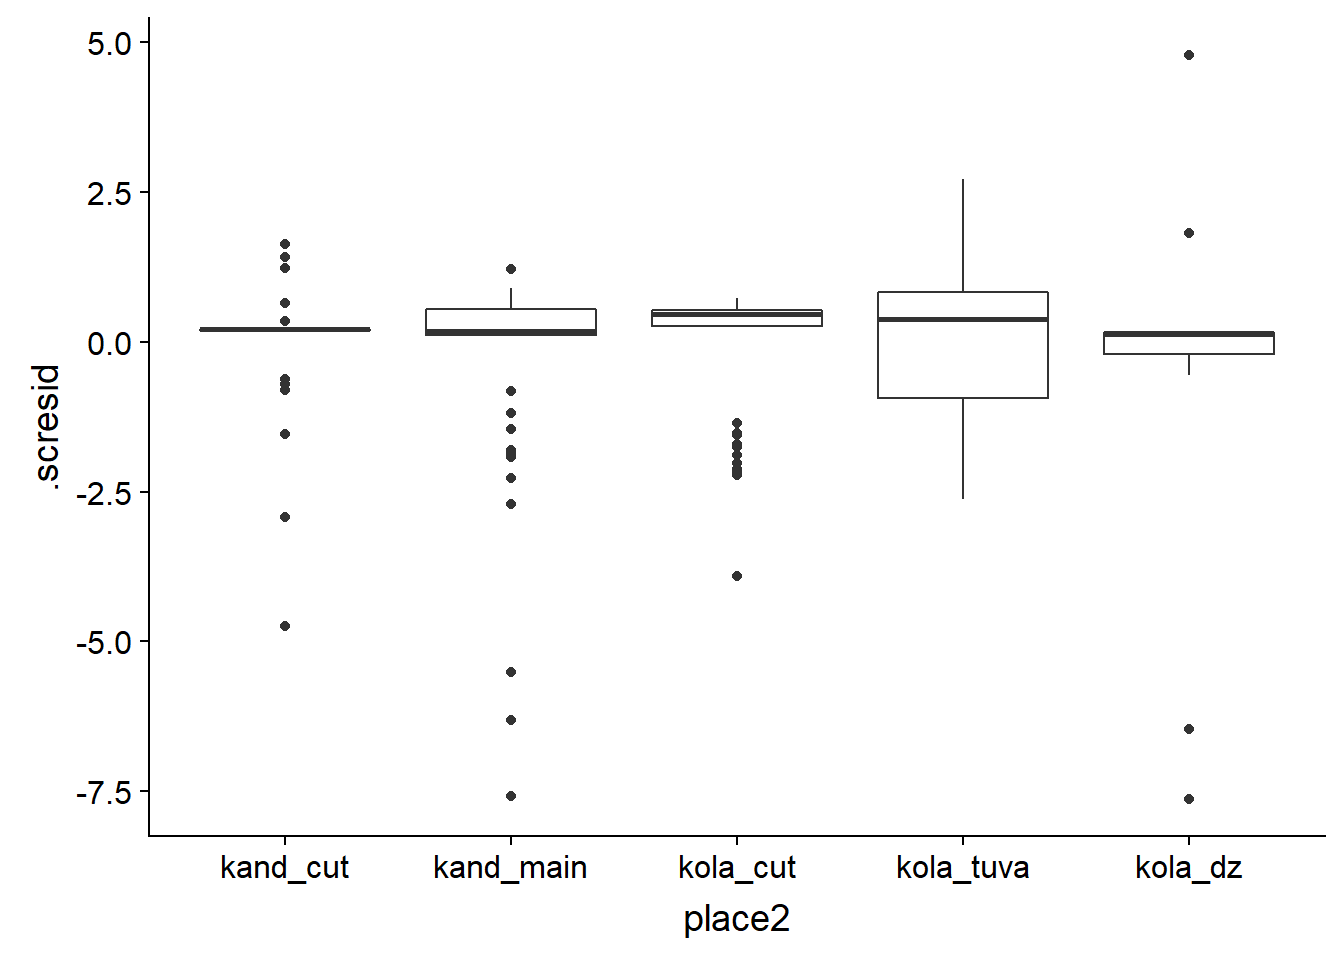 5.0
2.5
0.0
-2.5
-5.0
-7.5
.scresid
kand_cut kand_main kola_cut kola_tuva kola_dz
place2